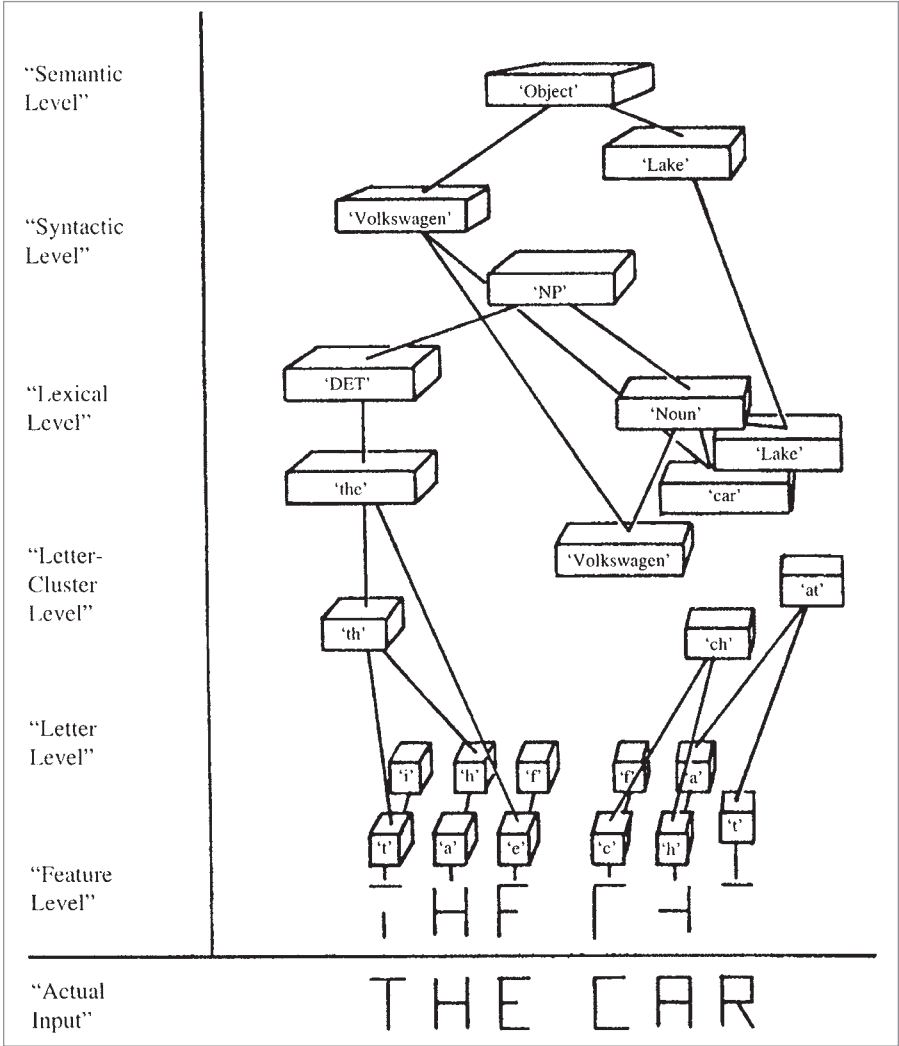 “Semantic
Level”
‘Object’
‘Lake’
“Syntactic
Level”
‘Volkswagen’
‘NP’
“Lexical
Level”
‘DET’
‘Noun’
‘Lake’
‘the’
‘car’
“Letter-
Cluster
Level”
‘Volkswagen’
‘at’
‘th’
‘ch’
“Letter
Level”
‘i’ ‘h’ ‘f’ ‘f’ ‘a’
‘t’ ‘a’ ‘e’ ‘c’ ‘h’ ‘t’
“Feature
Level”
“Actual
Input”
THE CAR